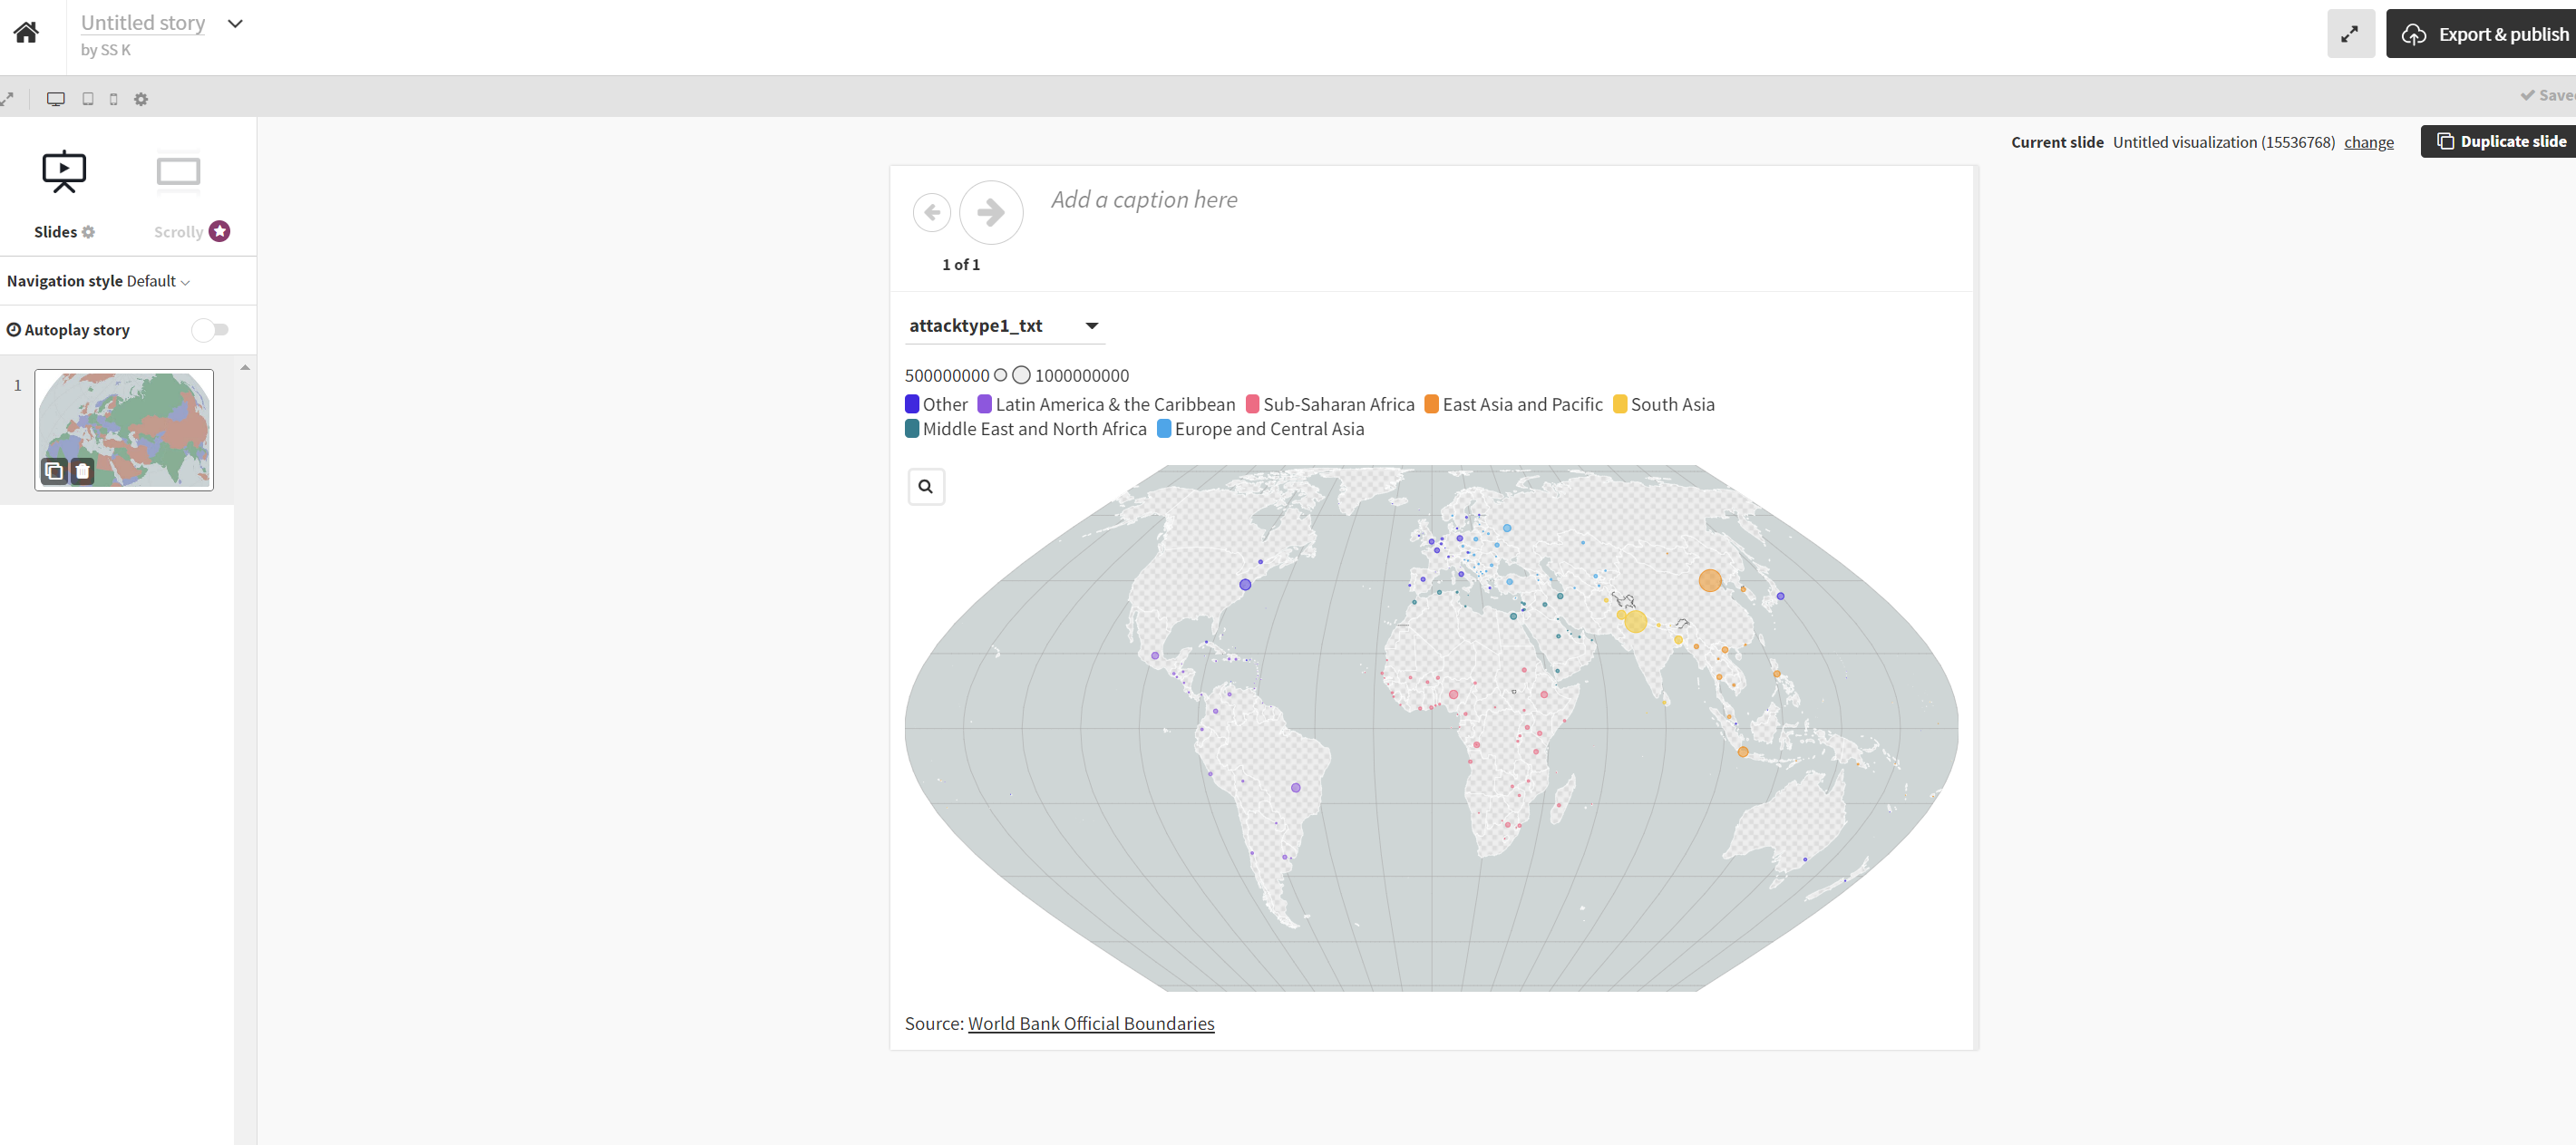 Untitled story
by SS K
Export & publish
Save
Current slide Untitled visualization (15536768) change
Duplicate slide
Slides
Scrolly
Navigation style Default
Autoplay story
1
Add a caption here
1 of 1
attacktype1_txt
500000000 1000000000
Other Latin America & the Caribbean Sub-Saharan Africa East Asia and Pacific South Asia
Middle East and North Africa Europe and Central Asia
Source: World Bank Official Boundaries